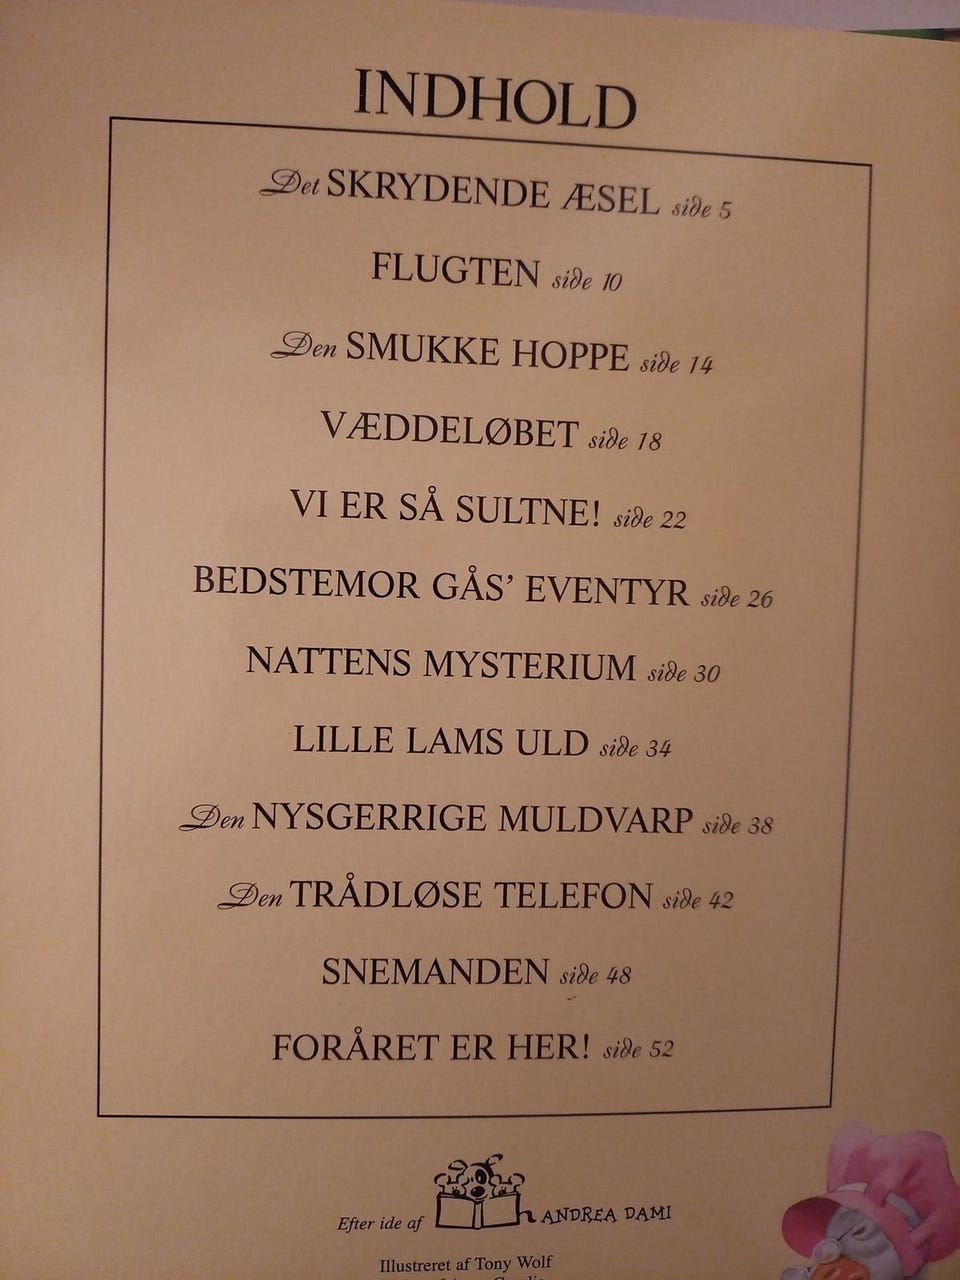 INDHOLD
Det SKRYDENDE ÆSEL side 5
FLUGTEN side 10
Den SMUKKE HOPPE side 14
VÆDDELØBET side 18
VI ER SÅ SULTNE! side 22
BEDSTEMOR GÅS’ EVENTYR side 26
NATTENS MYSTERIUM side 30
LILLE LAMS ULD side 34
Den NYSGERRIGE MULDVARP side 38
Den TRÅDLØSE TELEFON side 42
SNEMANDEN side 48
FORÅRET ER HER! side 52
Efter ide af ANDREA DAMI
Illustreret af Tony Wolf